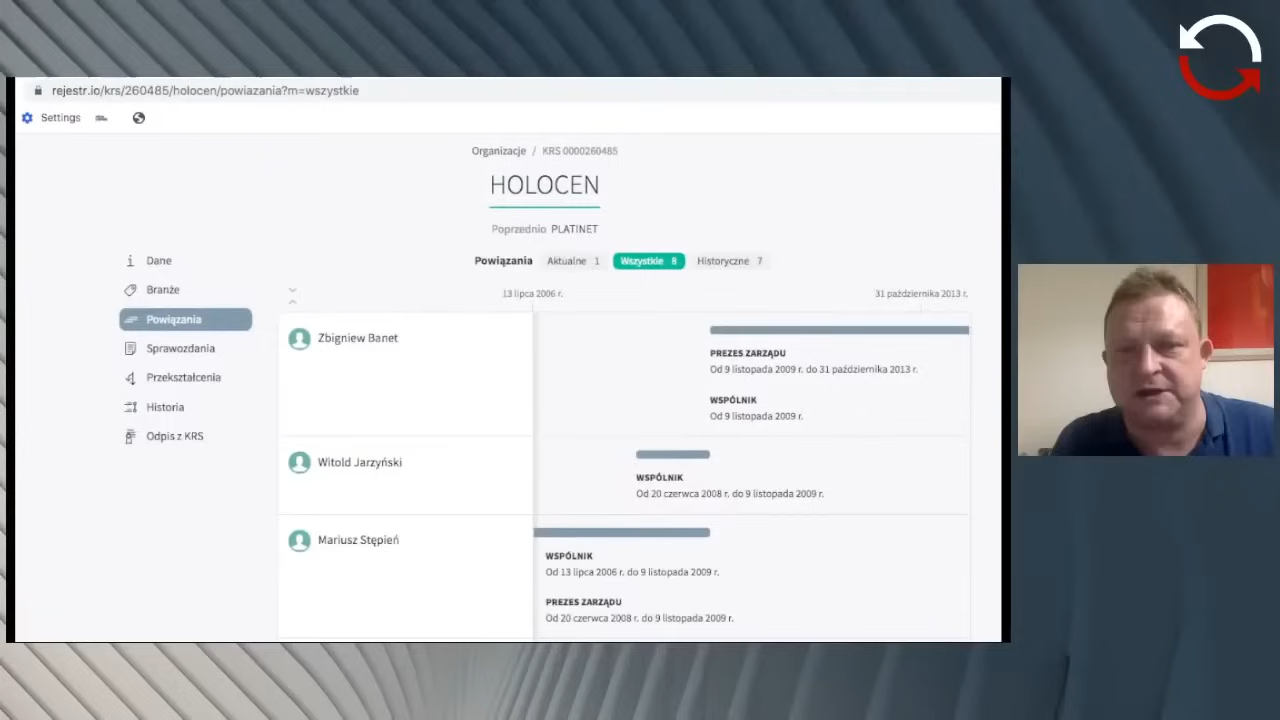 rejestr.io/krs/260485/holocen/powiazania?m=wszystkie
Settings
Organizacje / KRS 0000260485
HOLOCEN
Poprzednio PLATINET
Powiązania Aktualne 1 Wszystkie 8 Historyczne 7
Dane
Branże
Powiązania
Sprawozdania
Przekształcenia
Historia
Odpis z KRS
13 lipca 2006 r. 31 października 2013 r.
Zbigniew Banet
PREZES ZARZĄDU
Od 9 listopada 2009 r. do 31 października 2013 r.
WSPÓLNIK
Od 9 listopada 2009 r.
Witold Jarzyński
WSPÓLNIK
Od 20 czerwca 2008 r. do 9 listopada 2009 r.
Mariusz Stępień
WSPÓLNIK
Od 13 lipca 2006 r. do 9 listopada 2009 r.
PREZES ZARZĄDU
Od 20 czerwca 2008 r. do 9 listopada 2009 r.